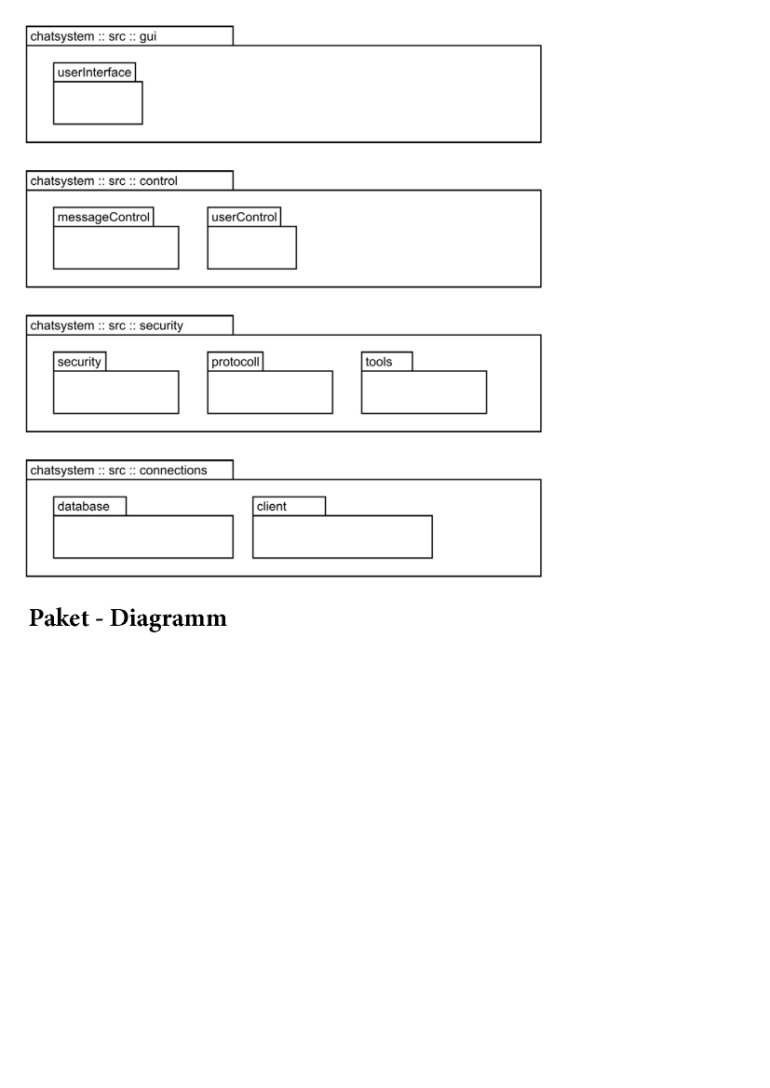 chatsystem :: src :: gui
userInterface
chatsystem :: src :: control
messageControl
userControl
chatsystem :: src :: security
security
protocoll
tools
chatsystem :: src :: connections
database
client
Paket - Diagramm